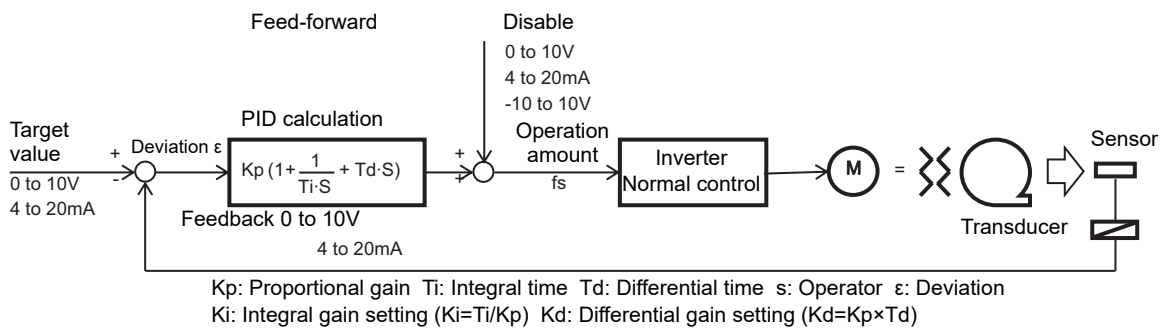 Feed-forward
Disable
0 to 10V
4 to 20mA
-10 to 10V
Target
value
0 to 10V
4 to 20mA
+
-
Deviation ε
PID calculation
Kp (1+ 1/Ti·S + Td·S)
Feedback 0 to 10V
4 to 20mA
+
+
Operation
amount
fs
Inverter
Normal control
M
=
Transducer
Sensor
Kp: Proportional gain Ti: Integral time Td: Differential time s: Operator ε: Deviation
Ki: Integral gain setting (Ki=Ti/Kp) Kd: Differential gain setting (Kd=Kp×Td)